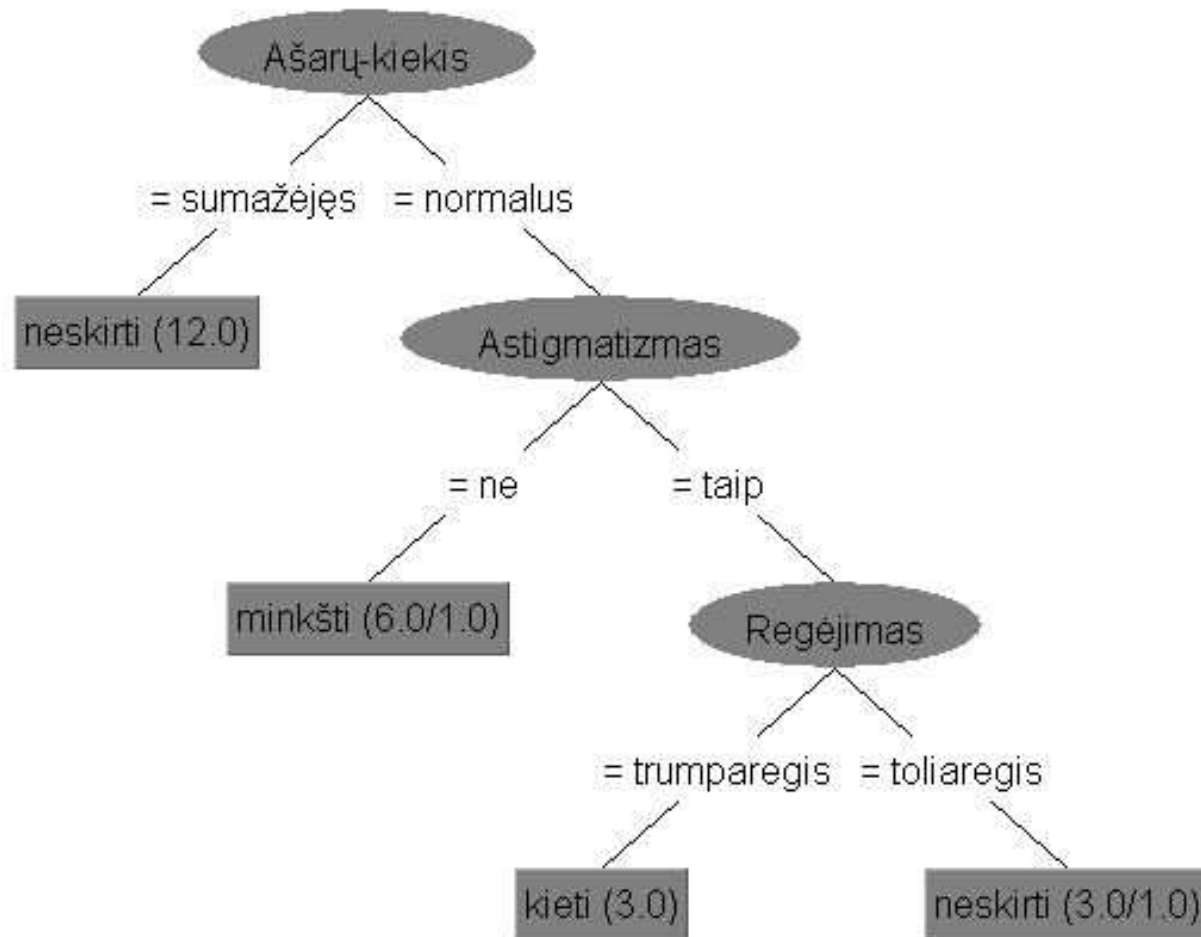 Ašarų-kiekis
= sumažėjęs = normalus
neskirti (12.0)
Astigmatizmas
= ne = taip
minkšti (6.0/1.0)
Regėjimas
= trumparegis = toliaregis
kieti (3.0) neskirti (3.0/1.0)